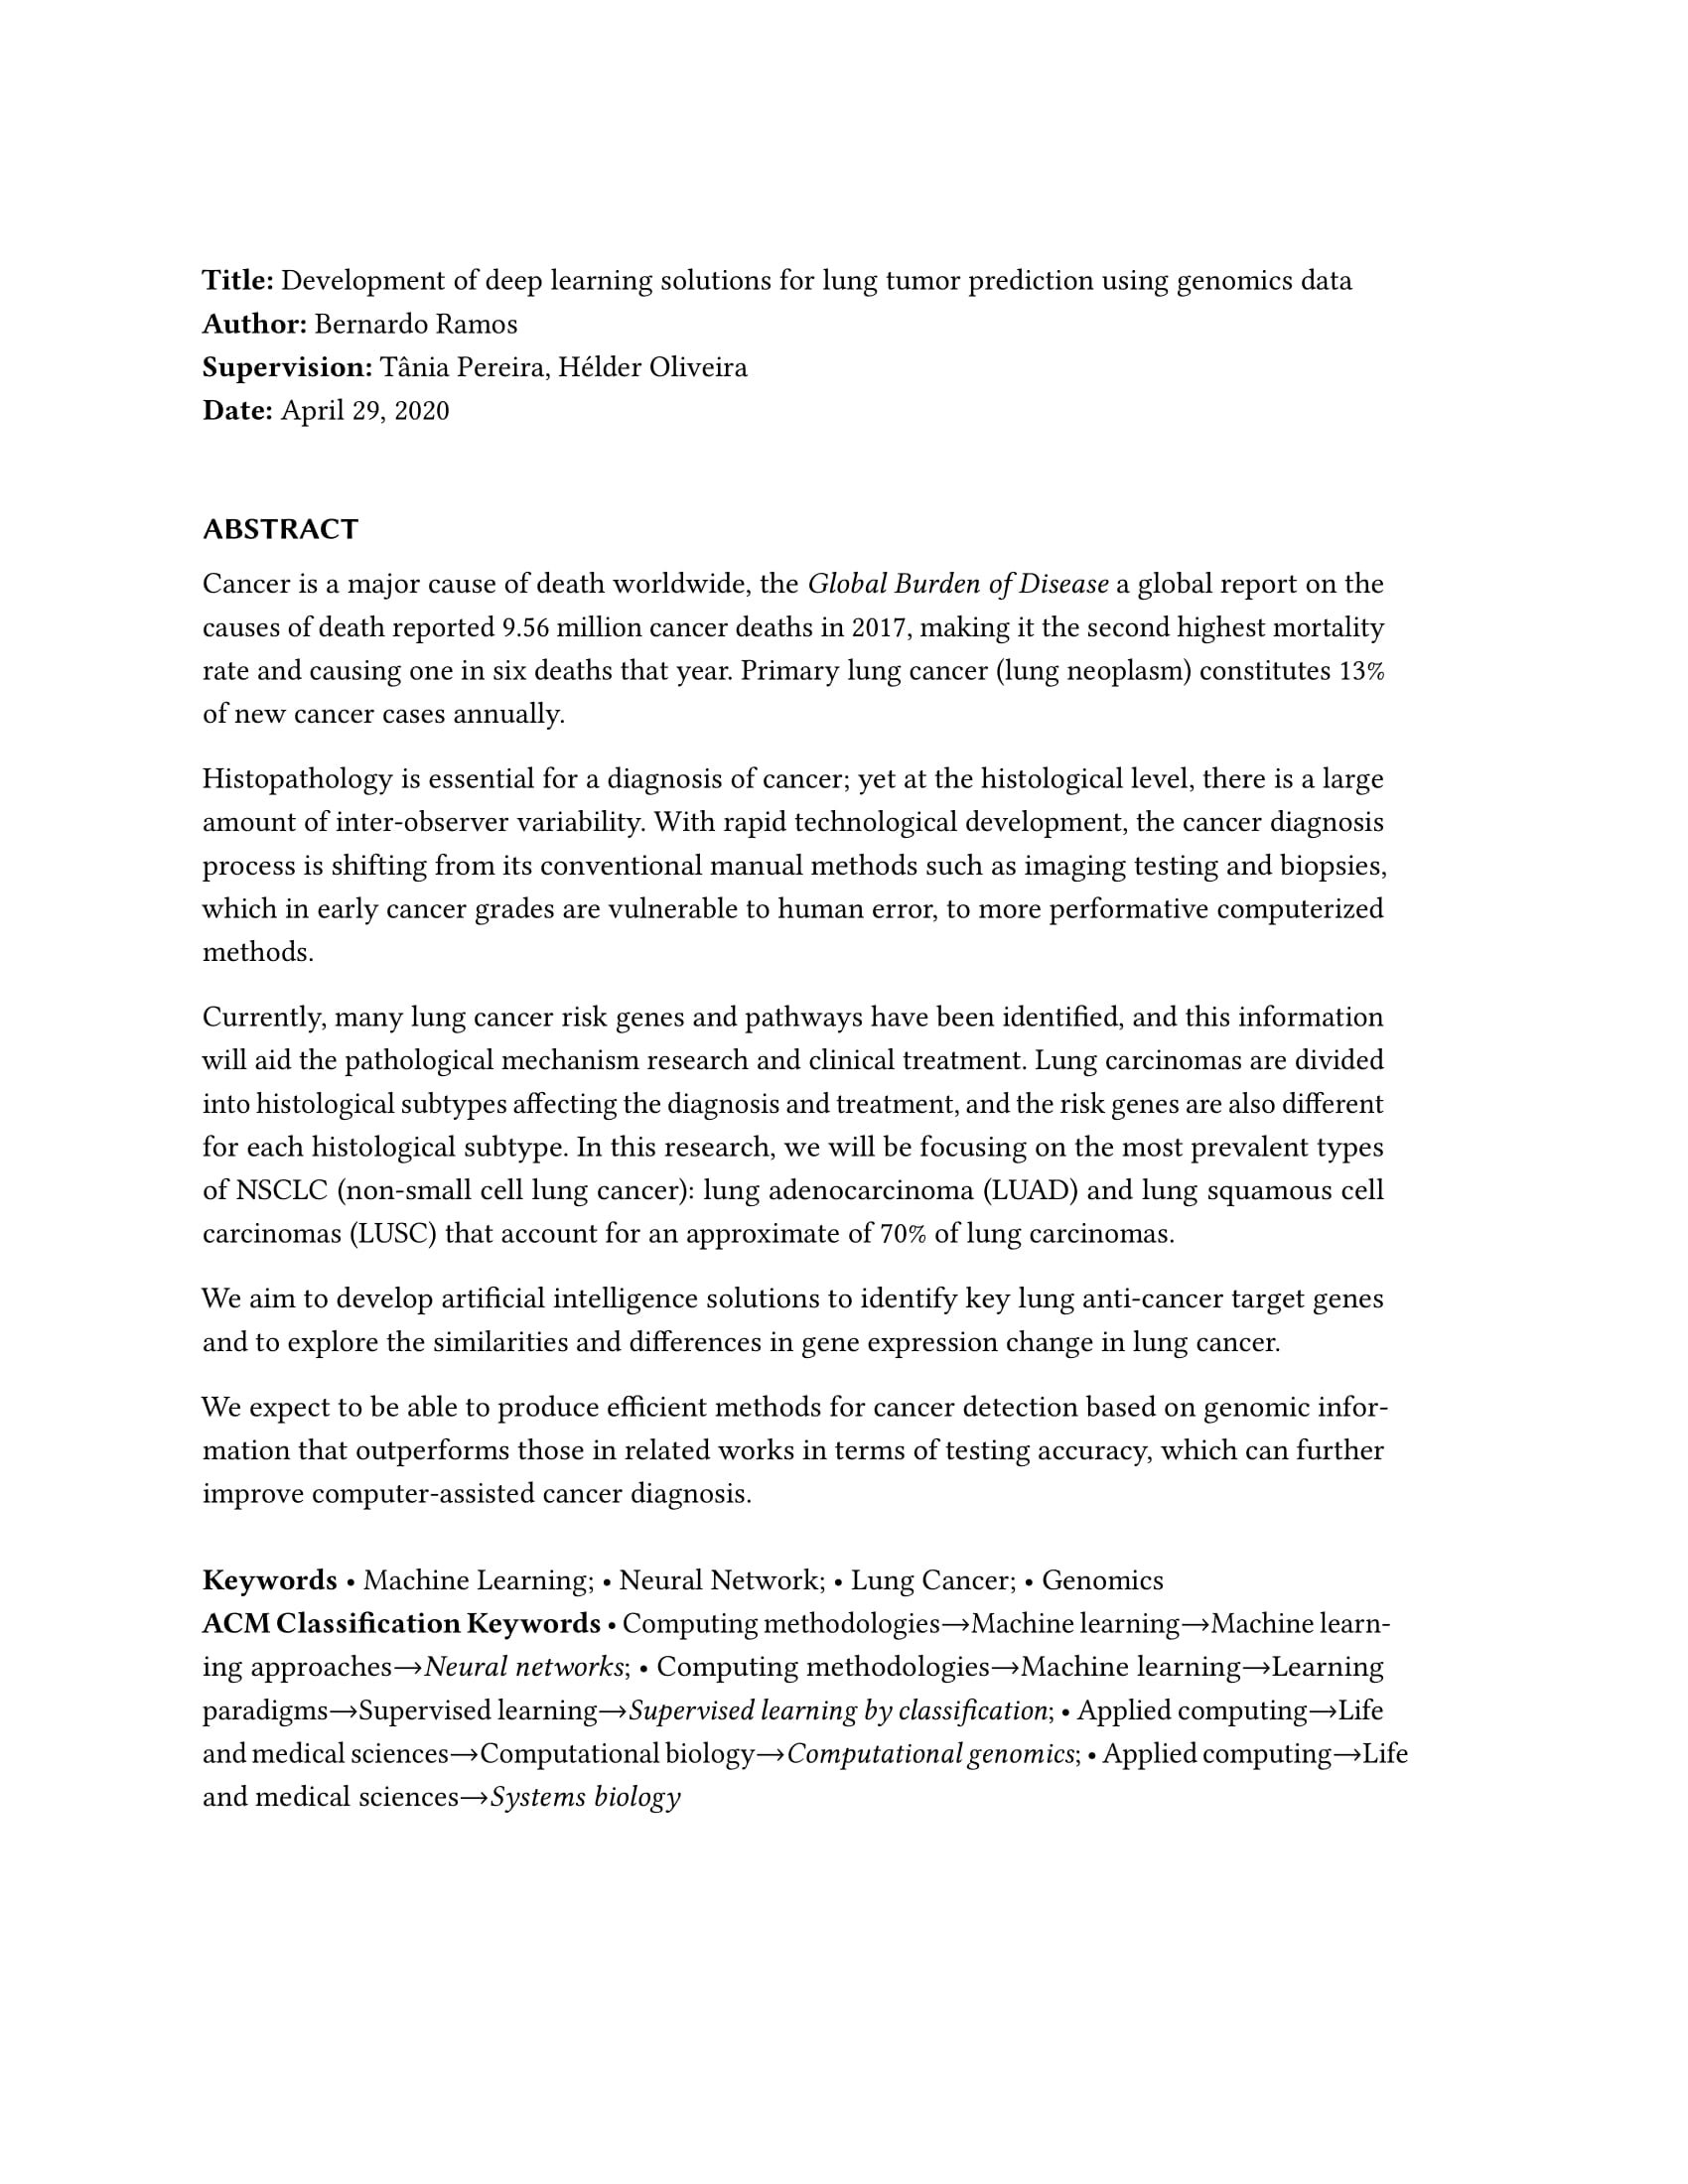 Title: Development of deep learning solutions for lung tumor prediction using genomics data
Author: Bernardo Ramos
Supervision: Tânia Pereira, Hélder Oliveira
Date: April 29, 2020
ABSTRACT
Cancer is a major cause of death worldwide, the Global Burden of Disease a global report on the
causes of death reported 9.56 million cancer deaths in 2017, making it the second highest mortality
rate and causing one in six deaths that year. Primary lung cancer (lung neoplasm) constitutes 13%
of new cancer cases annually.
Histopathology is essential for a diagnosis of cancer; yet at the histological level, there is a large
amount of inter-observer variability. With rapid technological development, the cancer diagnosis
process is shifting from its conventional manual methods such as imaging testing and biopsies,
which in early cancer grades are vulnerable to human error, to more performative computerized
methods.
Currently, many lung cancer risk genes and pathways have been identified, and this information
will aid the pathological mechanism research and clinical treatment. Lung carcinomas are divided
into histological subtypes affecting the diagnosis and treatment, and the risk genes are also different
for each histological subtype. In this research, we will be focusing on the most prevalent types
of NSCLC (non-small cell lung cancer): lung adenocarcinoma (LUAD) and lung squamous cell
carcinomas (LUSC) that account for an approximate of 70% of lung carcinomas.
We aim to develop artificial intelligence solutions to identify key lung anti-cancer target genes
and to explore the similarities and differences in gene expression change in lung cancer.
We expect to be able to produce efficient methods for cancer detection based on genomic infor-
mation that outperforms those in related works in terms of testing accuracy, which can further
improve computer-assisted cancer diagnosis.
Keywords • Machine Learning; • Neural Network; • Lung Cancer; • Genomics
ACM Classification Keywords • Computing methodologies→Machine learning→Machine learn-
ing approaches→Neural networks; • Computing methodologies→Machine learning→Learning
paradigms→Supervised learning→Supervised learning by classification; • Applied computing→Life
and medical sciences→Computational biology→Computational genomics; • Applied computing→Life
and medical sciences→Systems biology